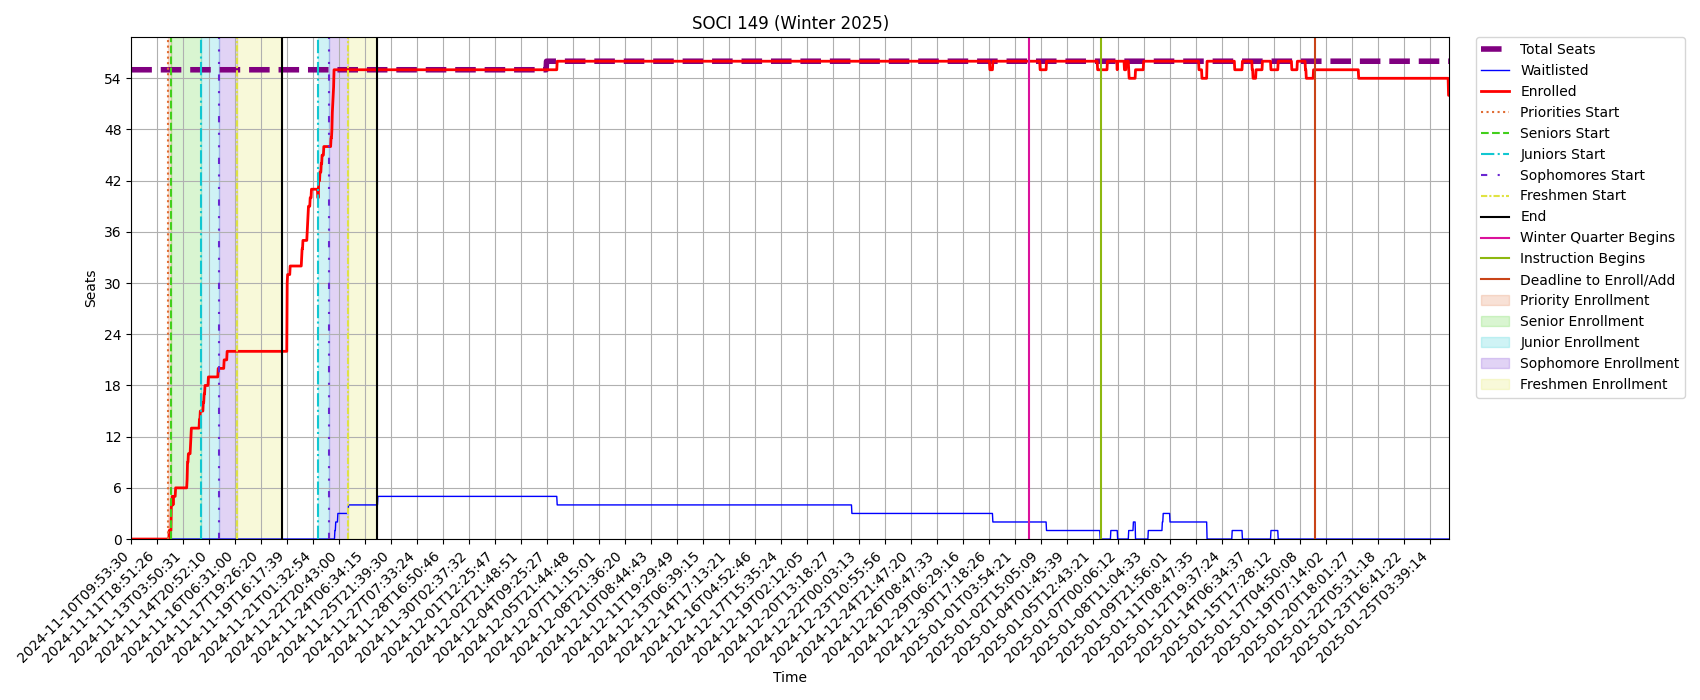 SOCI 149 (Winter 2025)
Total Seats
Waitlisted
Enrolled
Priorities Start
Seniors Start
Juniors Start
Sophomores Start
Freshmen Start
End
Winter Quarter Begins
Instruction Begins
Deadline to Enroll/Add
Priority Enrollment
Senior Enrollment
Junior Enrollment
Sophomore Enrollment
Freshmen Enrollment
Seats
54
48
42
36
30
24
18
12
6
0
2024-11-10T09:53:30
2024-11-11T18:51:26
2024-11-13T03:50:31
2024-11-14T20:52:10
2024-11-16T06:31:00
2024-11-17T19:26:20
2024-11-19T16:17:39
2024-11-21T01:32:54
2024-11-22T20:43:00
2024-11-24T06:34:15
2024-11-25T21:39:30
2024-11-27T07:33:24
2024-11-28T16:50:46
2024-11-30T02:37:32
2024-12-01T12:25:47
2024-12-02T21:48:51
2024-12-04T09:25:27
2024-12-05T21:44:48
2024-12-07T11:15:01
2024-12-08T21:36:20
2024-12-10T08:44:43
2024-12-11T19:29:49
2024-12-13T06:39:15
2024-12-14T17:13:21
2024-12-16T04:52:46
2024-12-17T15:35:24
2024-12-19T02:12:05
2024-12-20T13:18:27
2024-12-22T00:03:13
2024-12-23T10:55:56
2024-12-24T21:47:20
2024-12-26T08:47:33
2024-12-29T06:29:16
2024-12-30T17:18:26
2025-01-01T03:54:21
2025-01-02T15:05:09
2025-01-04T01:45:39
2025-01-05T12:43:21
2025-01-07T00:06:12
2025-01-08T11:04:33
2025-01-09T21:56:01
2025-01-11T08:47:35
2025-01-12T19:37:24
2025-01-14T06:34:37
2025-01-15T17:28:12
2025-01-17T04:50:08
2025-01-19T07:14:02
2025-01-20T18:01:27
2025-01-22T05:31:18
2025-01-23T16:41:22
2025-01-25T03:39:14
Time